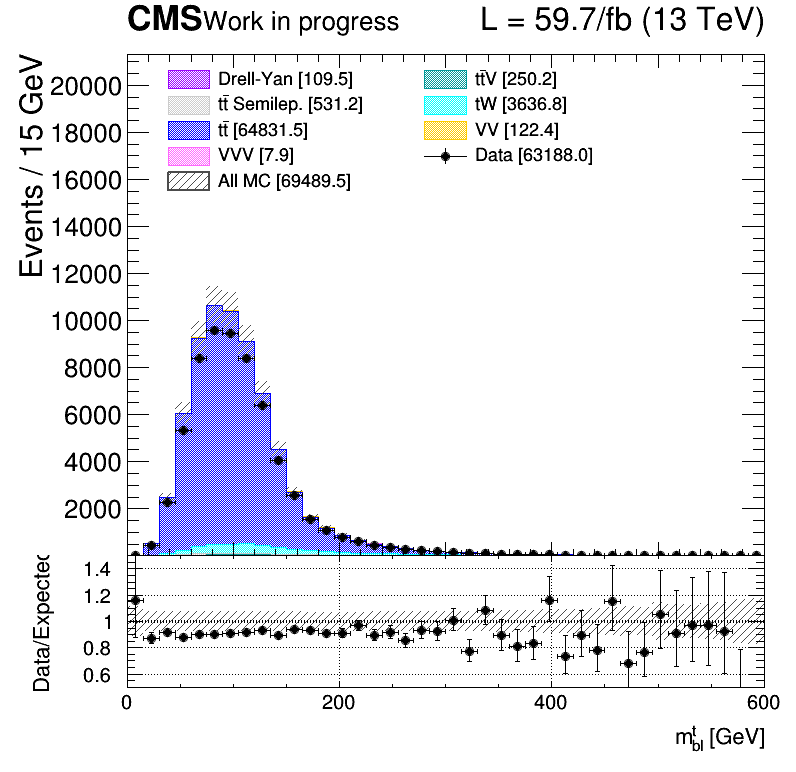 CMS Work in progress L = 59.7/fb (13 TeV)
Events / 15 GeV
20000
18000
16000
14000
12000
10000
8000
6000
4000
2000
Drell-Yan [109.5]
tt̄ Semilep. [531.2]
tt̄ [64831.5]
VVV [7.9]
All MC [69489.5]
tt̄V [250.2]
tW [3636.8]
VV [122.4]
Data [63188.0]
Data/Expected
1.4
1.2
1
0.8
0.6
0 200 400 600
m^t_bl [GeV]